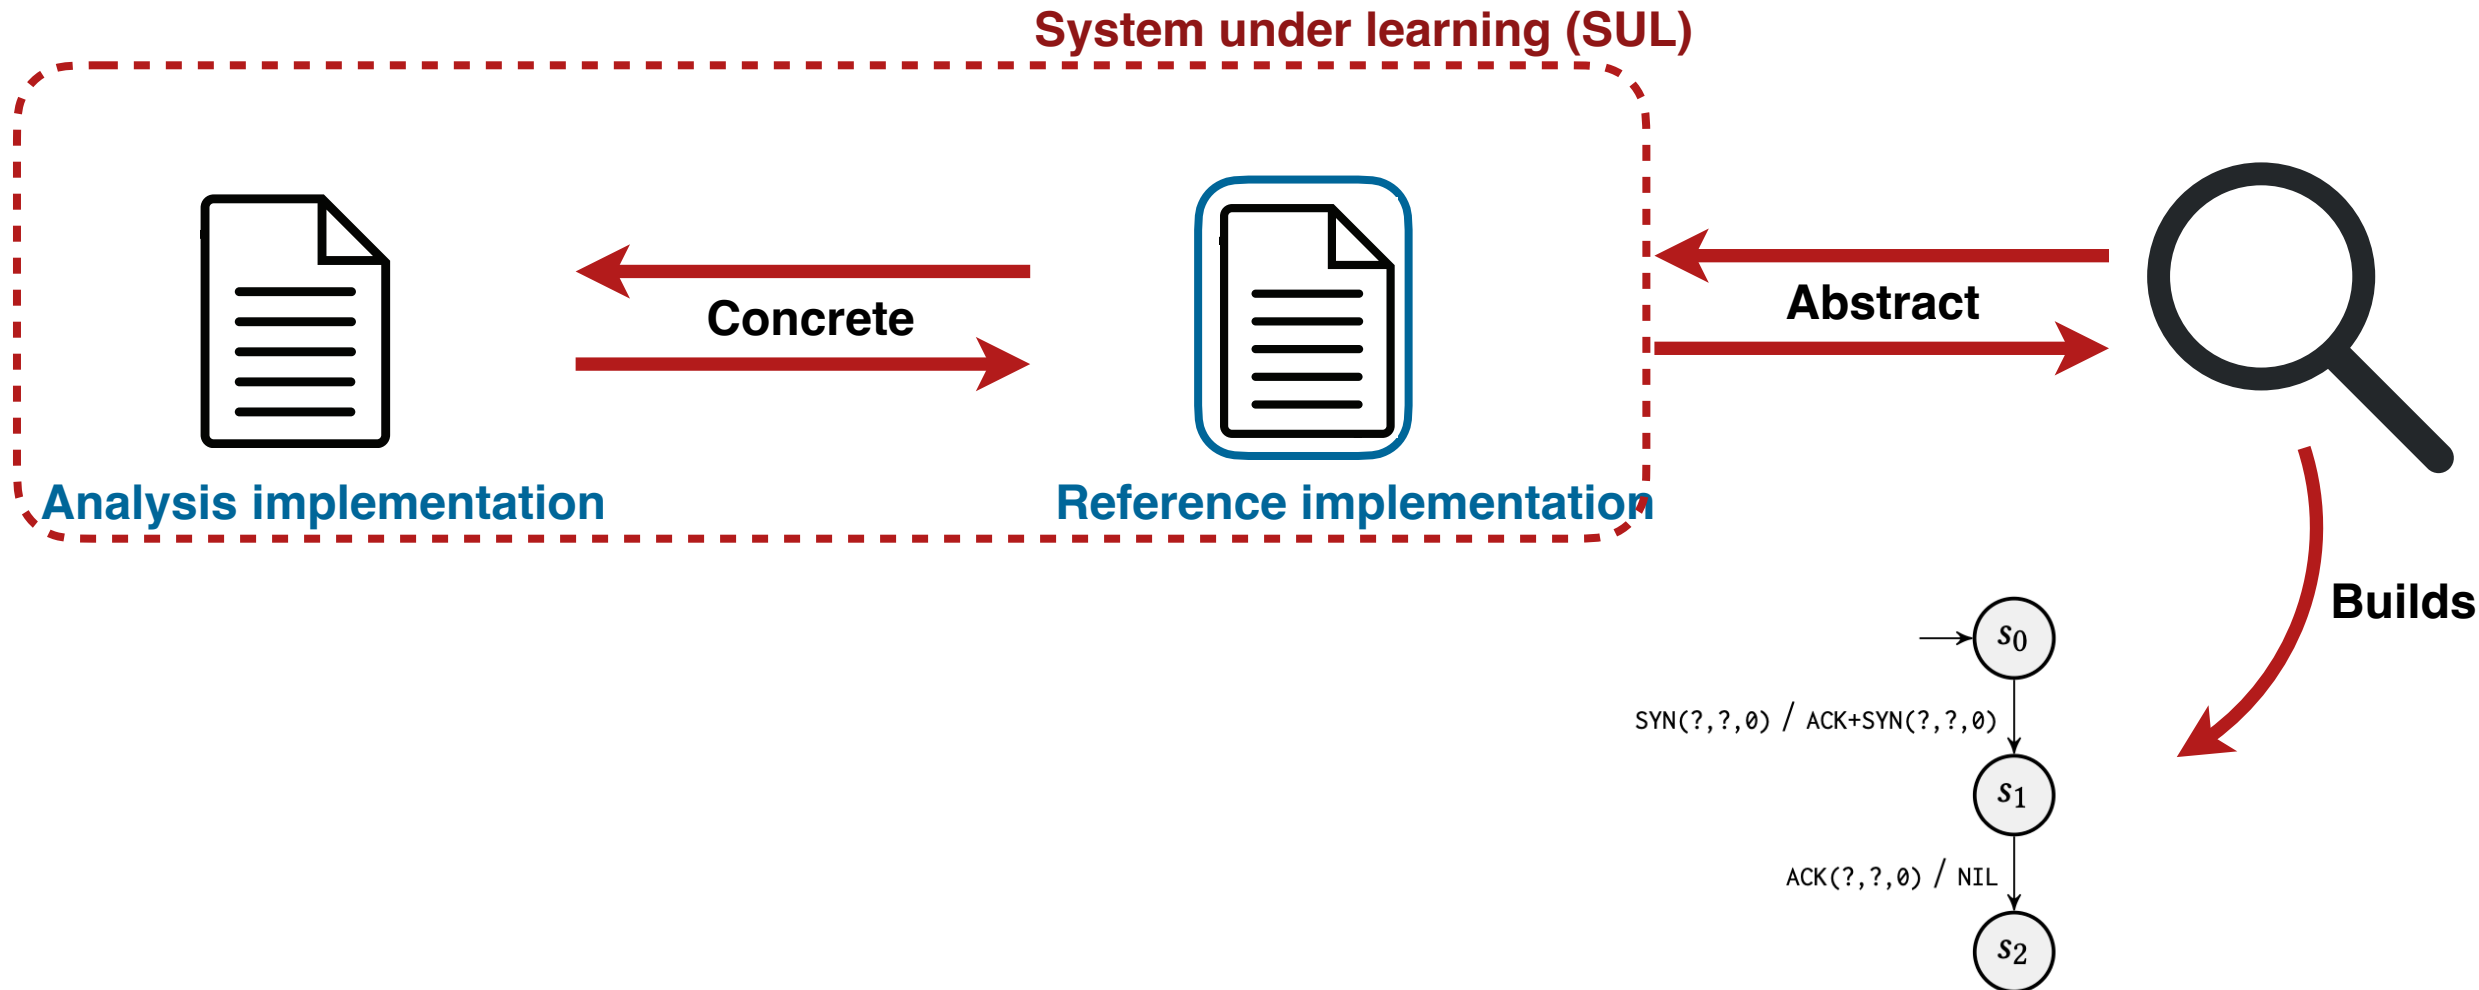 System under learning (SUL)
Concrete
Abstract
Analysis implementation
Reference implementation
Builds
s0
SYN(?,?,0) / ACK+SYN(?,?,0)
s1
ACK(?,?,0) / NIL
s2